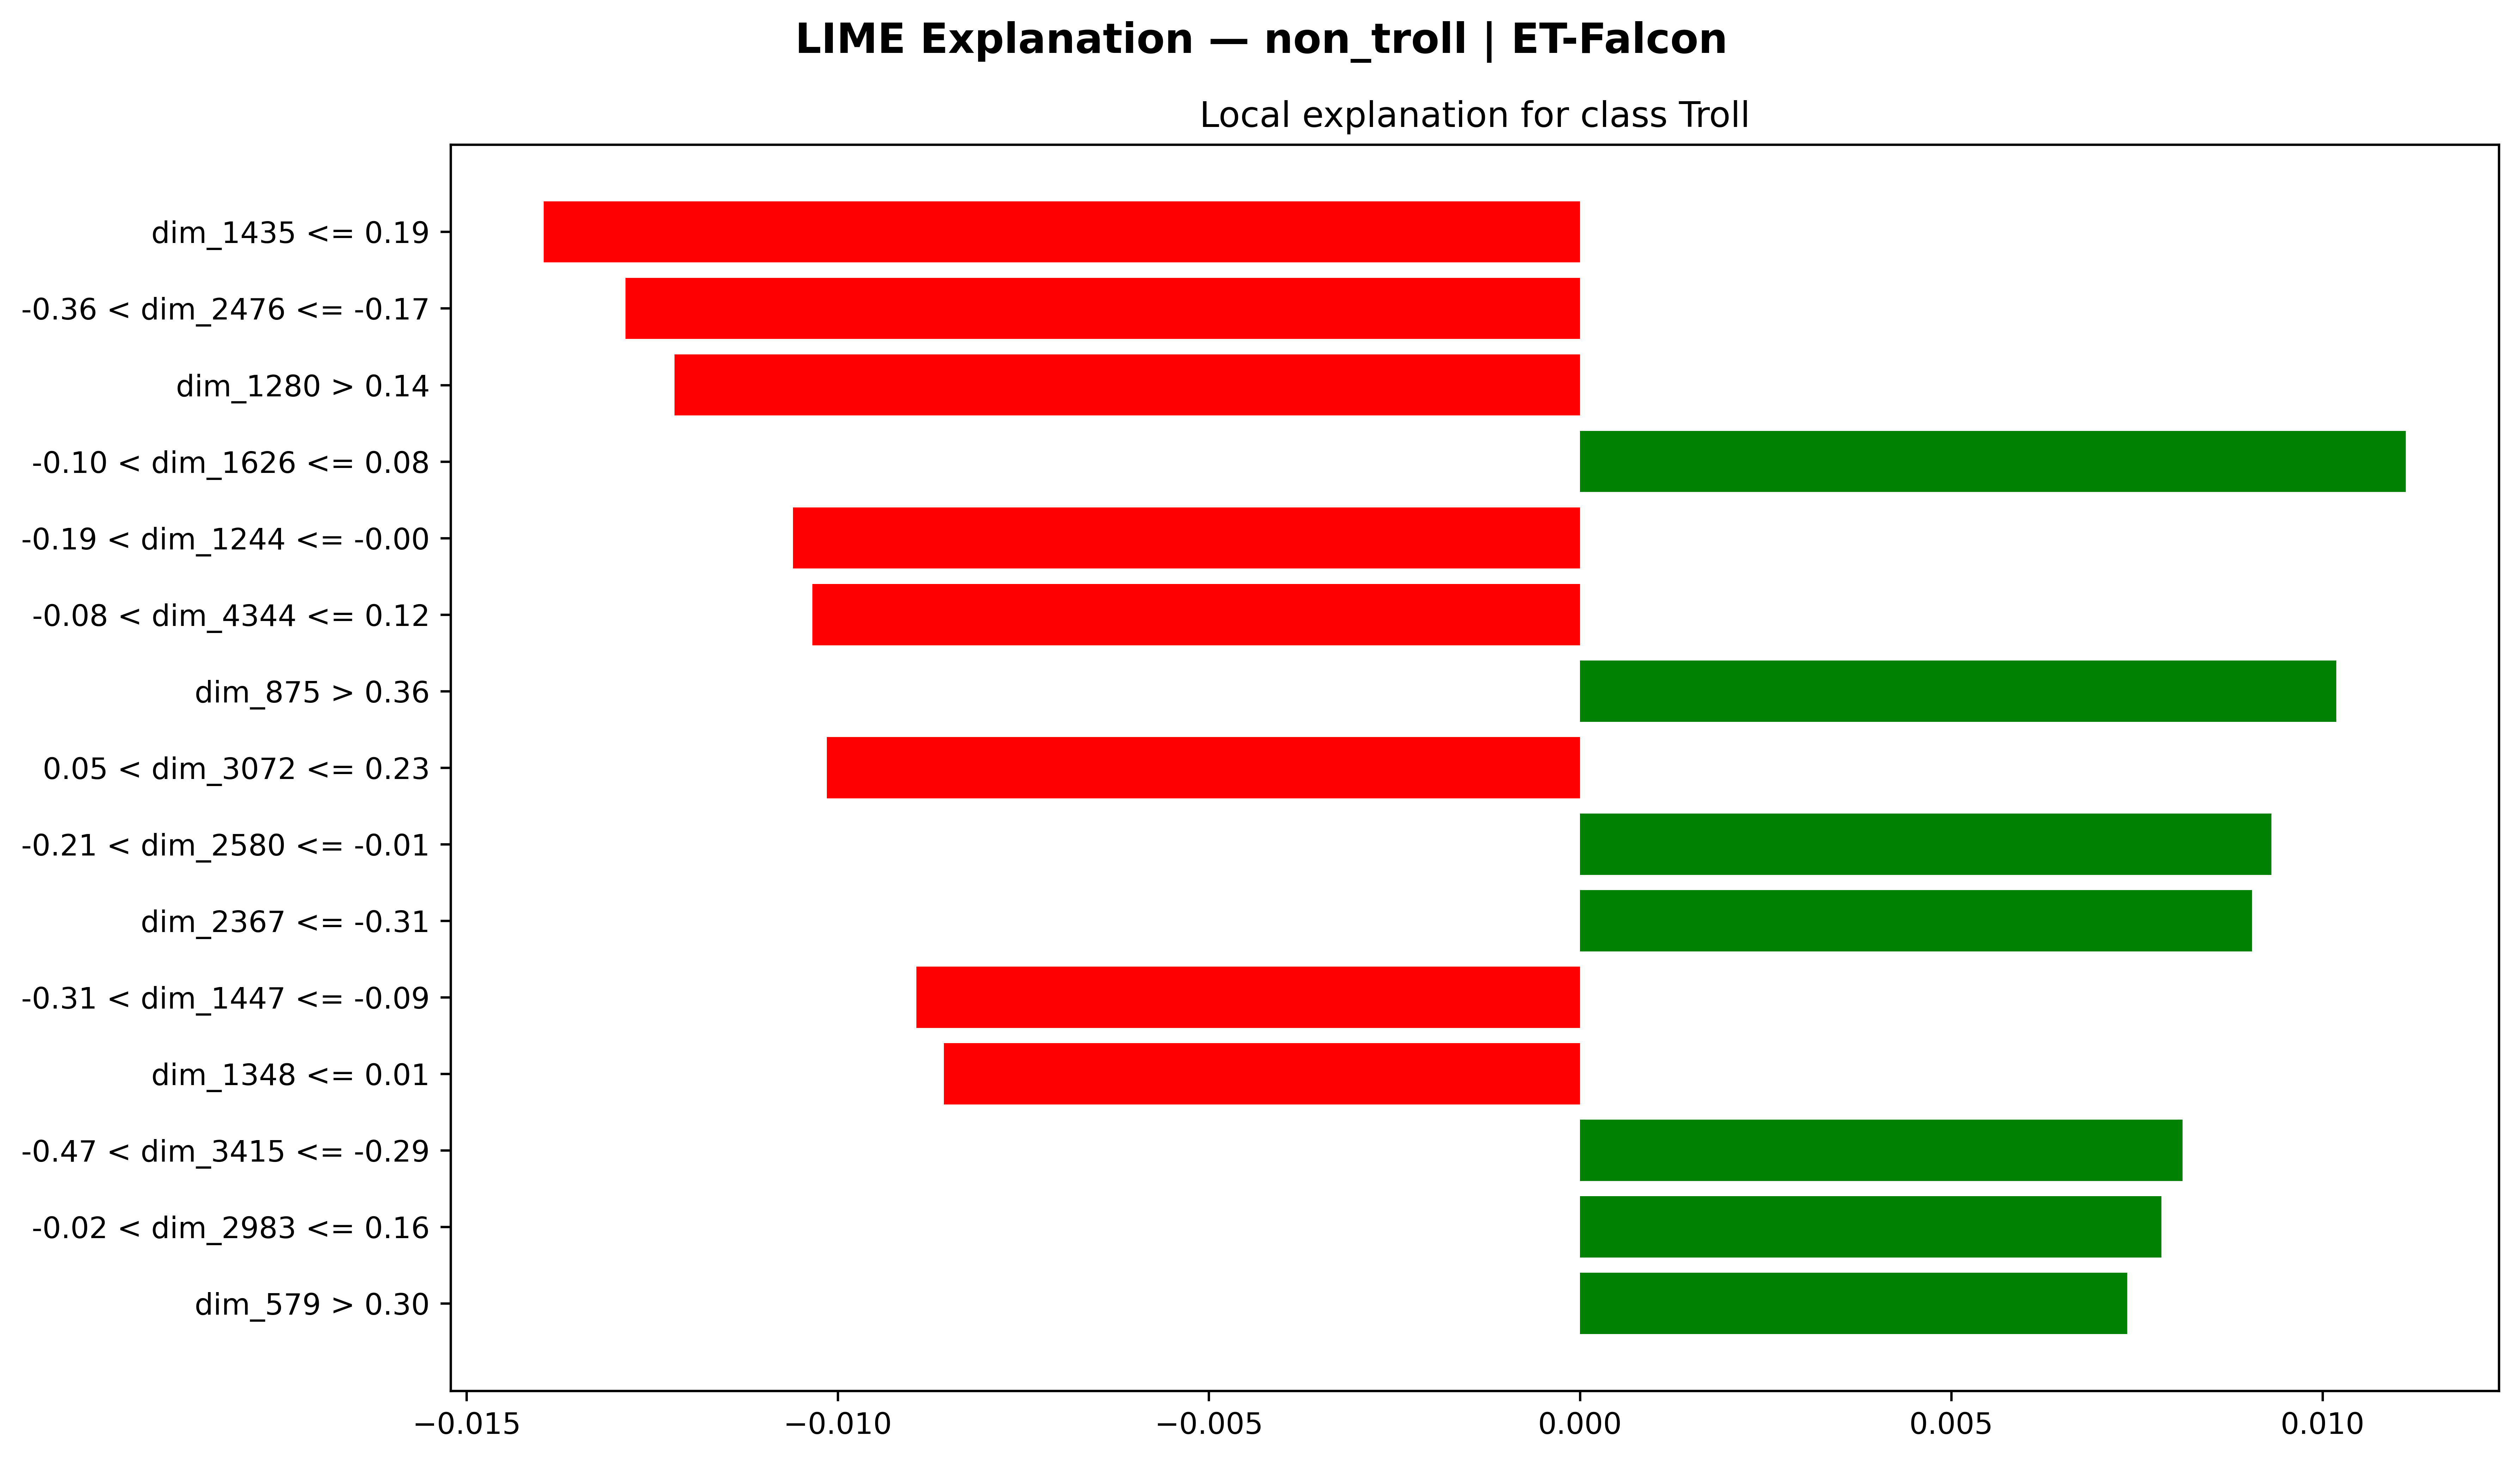 LIME Explanation — non_troll | ET-Falcon
Local explanation for class Troll
dim_1435 <= 0.19
-0.36 < dim_2476 <= -0.17
dim_1280 > 0.14
-0.10 < dim_1626 <= 0.08
-0.19 < dim_1244 <= -0.00
-0.08 < dim_4344 <= 0.12
dim_875 > 0.36
0.05 < dim_3072 <= 0.23
-0.21 < dim_2580 <= -0.01
dim_2367 <= -0.31
-0.31 < dim_1447 <= -0.09
dim_1348 <= 0.01
-0.47 < dim_3415 <= -0.29
-0.02 < dim_2983 <= 0.16
dim_579 > 0.30
−0.015 −0.010 −0.005 0.000 0.005 0.010